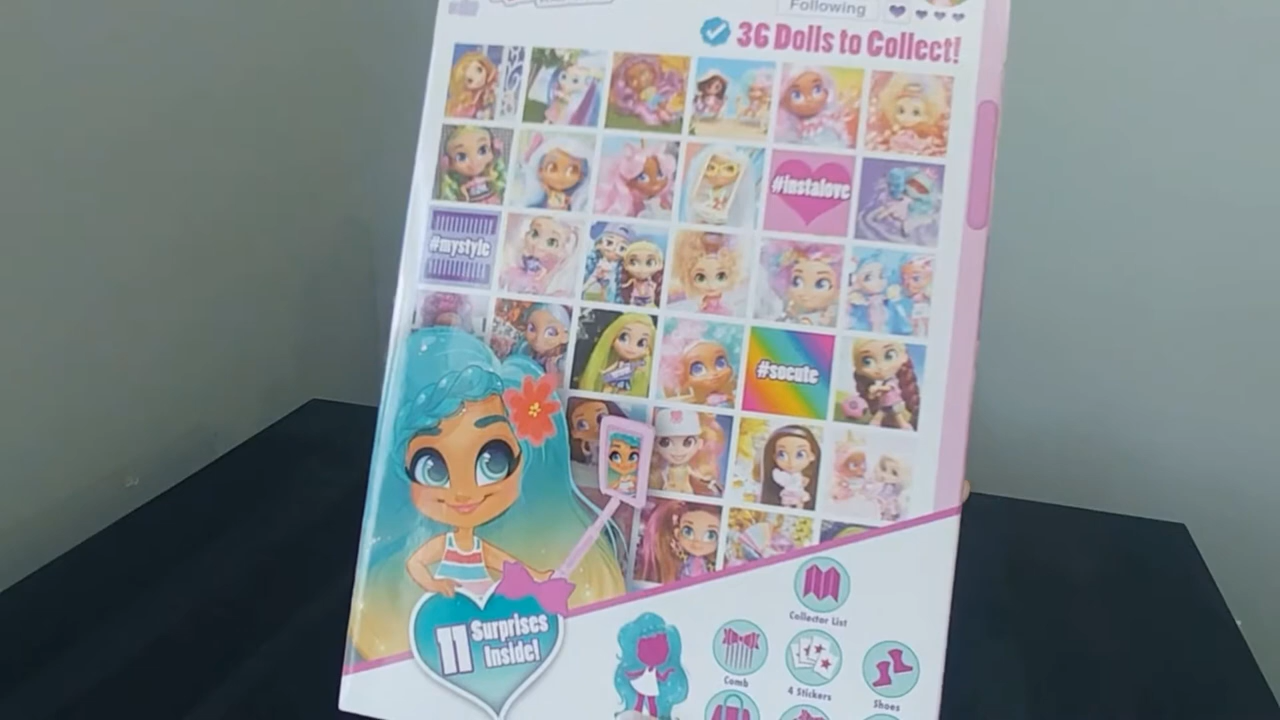 Following
36 Dolls to Collect!
#instalove
#mystyle
#socute
11 Surprises
Inside!
Collector List
Comb
4 Stickers
Shoes